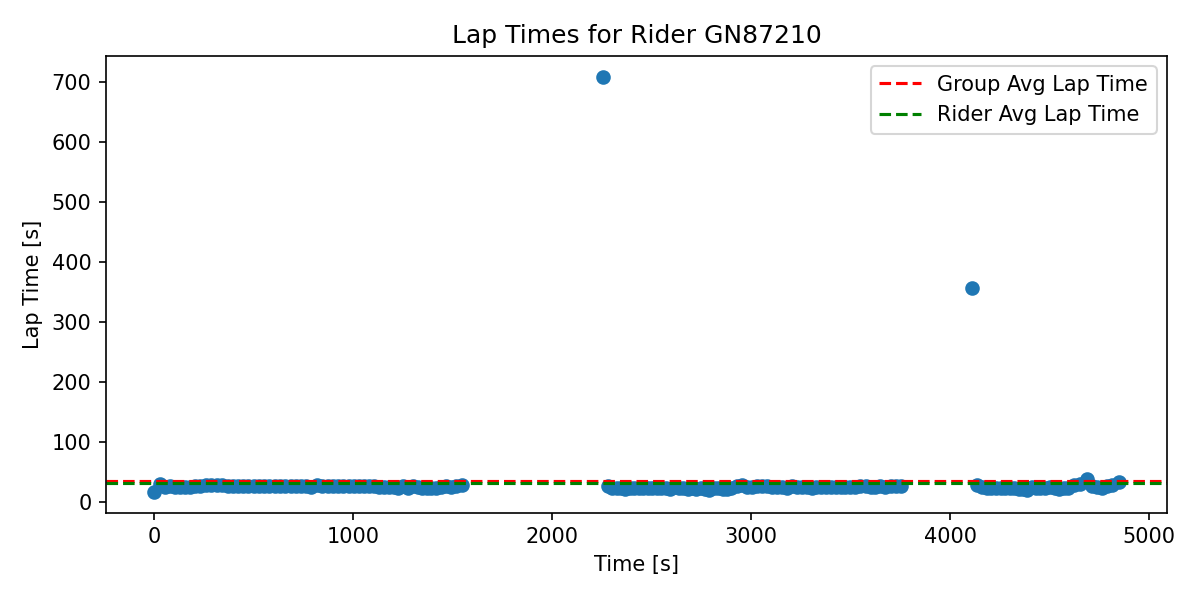 Lap Times for Rider GN87210
Group Avg Lap Time
Rider Avg Lap Time
Lap Time [s]
700
600
500
400
300
200
100
0
0 1000 2000 3000 4000 5000
Time [s]